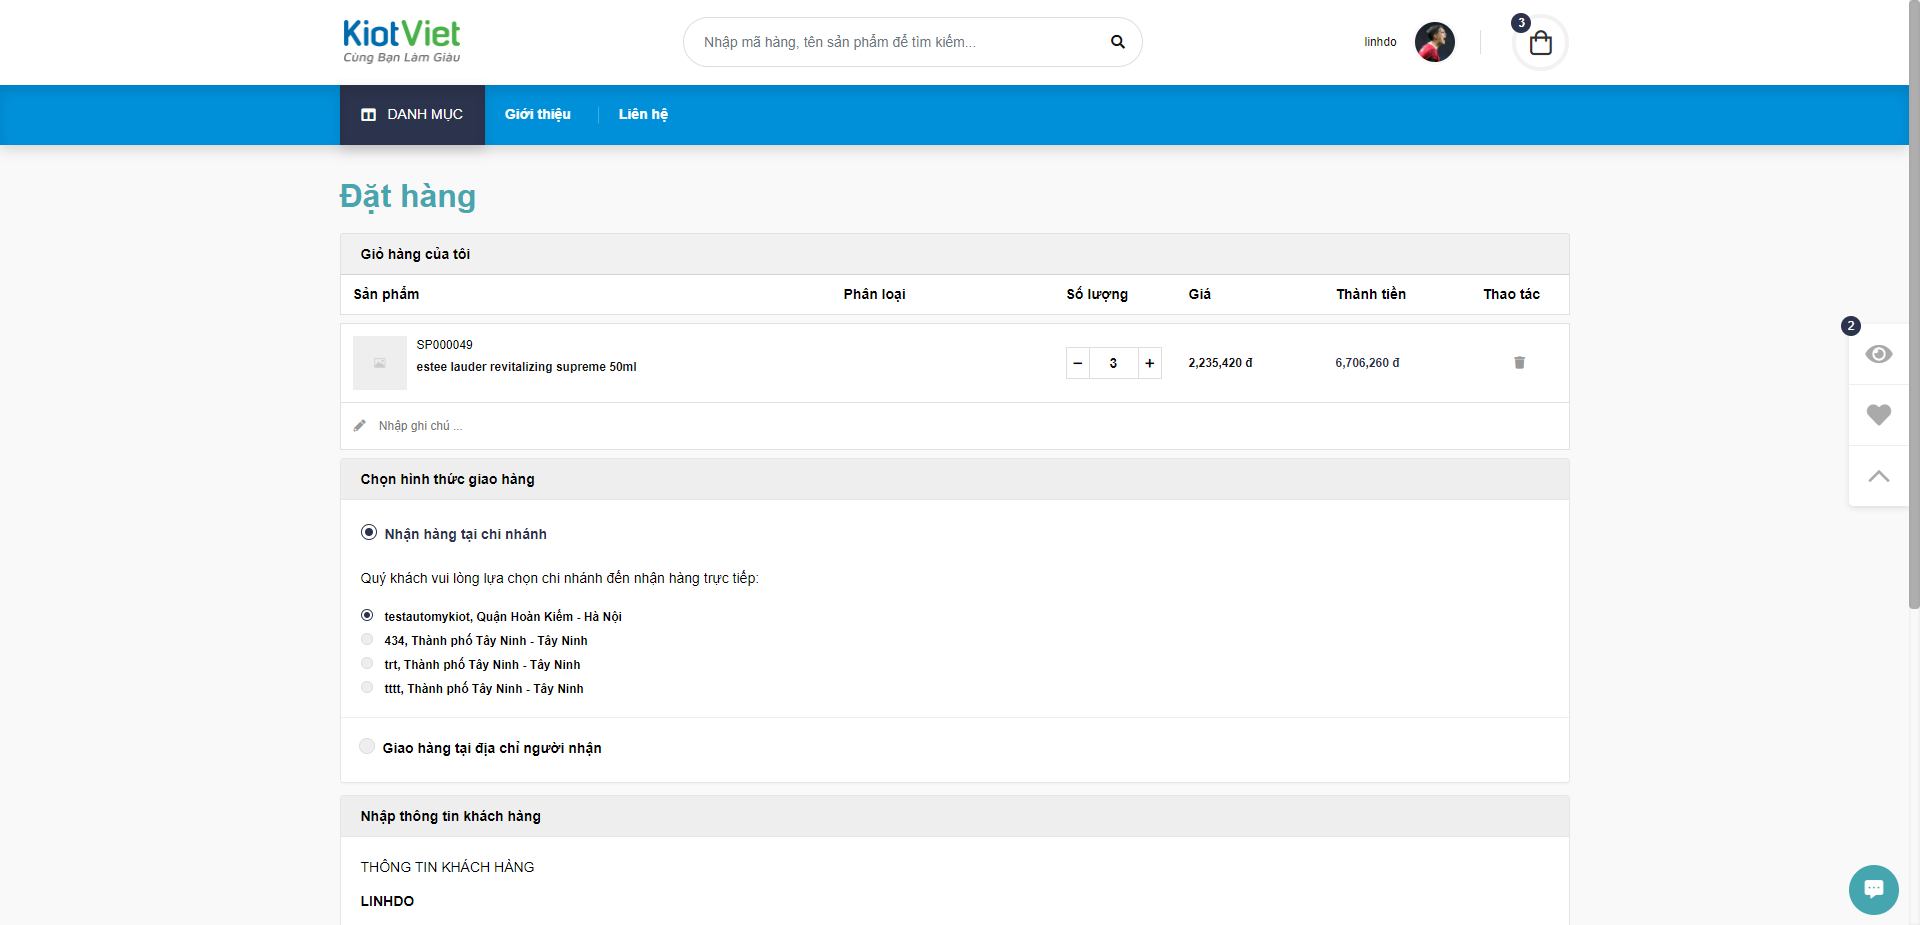 KiotViet
Cùng Bạn Làm Giàu
Nhập mã hàng, tên sản phẩm để tìm kiếm...
linhdo
3
DANH MỤC
Giới thiệu
Liên hệ
Đặt hàng
Giỏ hàng của tôi
Sản phẩm Phân loại Số lượng Giá Thành tiền Thao tác
SP000049
estee lauder revitalizing supreme 50ml
− 3 + 2,235,420 đ 6,706,260 đ
2
Nhập ghi chú ...
Chọn hình thức giao hàng
Nhận hàng tại chi nhánh
Quý khách vui lòng lựa chọn chi nhánh đến nhận hàng trực tiếp:
testautomykiot, Quận Hoàn Kiếm - Hà Nội
434, Thành phố Tây Ninh - Tây Ninh
trt, Thành phố Tây Ninh - Tây Ninh
tttt, Thành phố Tây Ninh - Tây Ninh
Giao hàng tại địa chỉ người nhận
Nhập thông tin khách hàng
THÔNG TIN KHÁCH HÀNG
LINHDO